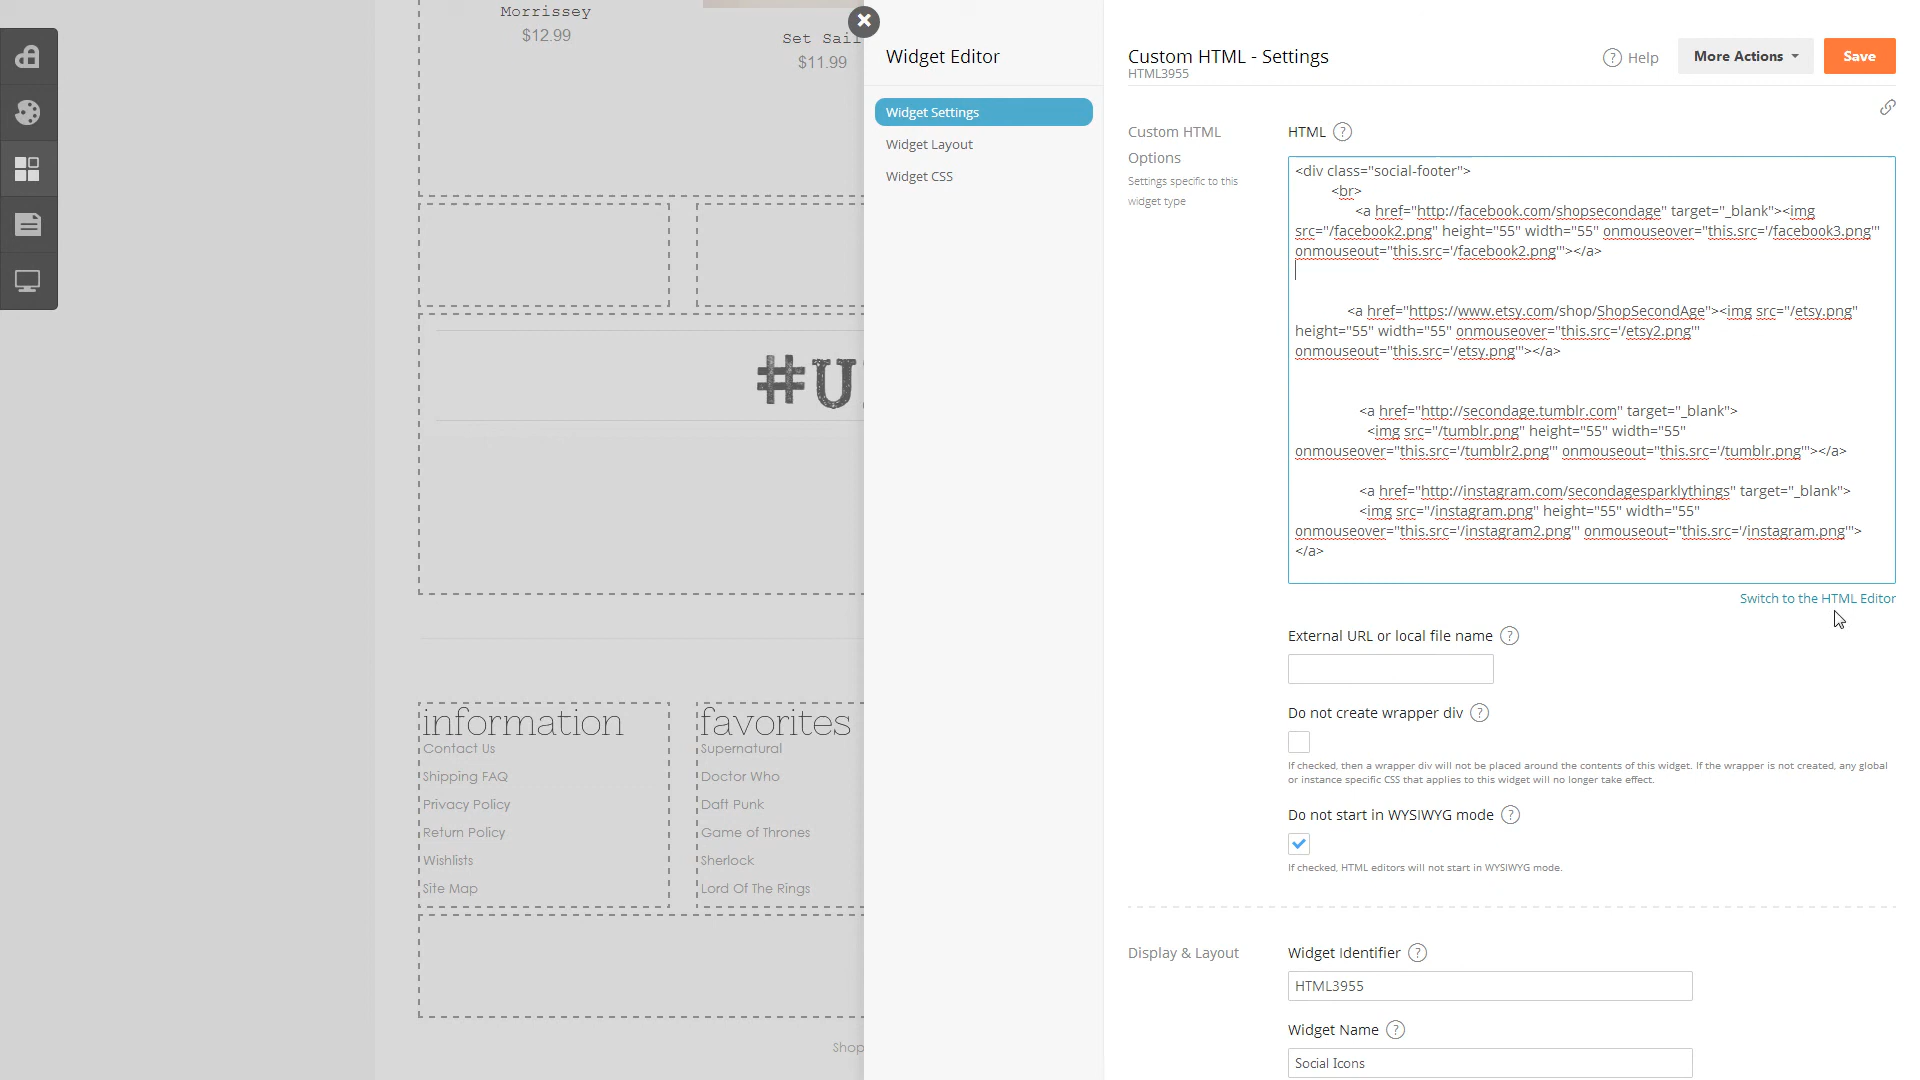 Morrissey
$12.99
Set Sail
$11.99
#U
information
Contact Us
Shipping FAQ
Privacy Policy
Return Policy
Wishlists
Site Map
favorites
Supernatural
Doctor Who
Daft Punk
Game of Thrones
Sherlock
Lord Of The Rings
Shop
Widget Editor
Widget Settings
Widget Layout
Widget CSS
Custom HTML - Settings
HTML3955
? Help
More Actions
Save
Custom HTML
Options
Settings specific to this
widget type
HTML ?
<div class="social-footer">
<br>
<a href="http://facebook.com/shopsecondage" target="_blank"><img
src="/facebook2.png" height="55" width="55" onmouseover="this.src='/facebook3.png'"
onmouseout="this.src='/facebook2.png'"></a>
<a href="https://www.etsy.com/shop/ShopSecondAge"><img src="/etsy.png"
height="55" width="55" onmouseover="this.src='/etsy2.png'"
onmouseout="this.src='/etsy.png'"></a>
<a href="http://secondage.tumblr.com" target="_blank">
<img src="/tumblr.png" height="55" width="55"
onmouseover="this.src='/tumblr2.png'" onmouseout="this.src='/tumblr.png'"></a>
<a href="http://instagram.com/secondagesparklythings" target="_blank">
<img src="/instagram.png" height="55" width="55"
onmouseover="this.src='/instagram2.png'" onmouseout="this.src='/instagram.png'">
</a>
Switch to the HTML Editor
External URL or local file name ?
Do not create wrapper div ?
If checked, then a wrapper div will not be placed around the contents of this widget. If the wrapper is not created, any global
or instance specific CSS that applies to this widget will no longer take effect.
Do not start in WYSIWYG mode ?
If checked, HTML editors will not start in WYSIWYG mode.
Display & Layout
Widget Identifier ?
HTML3955
Widget Name ?
Social Icons